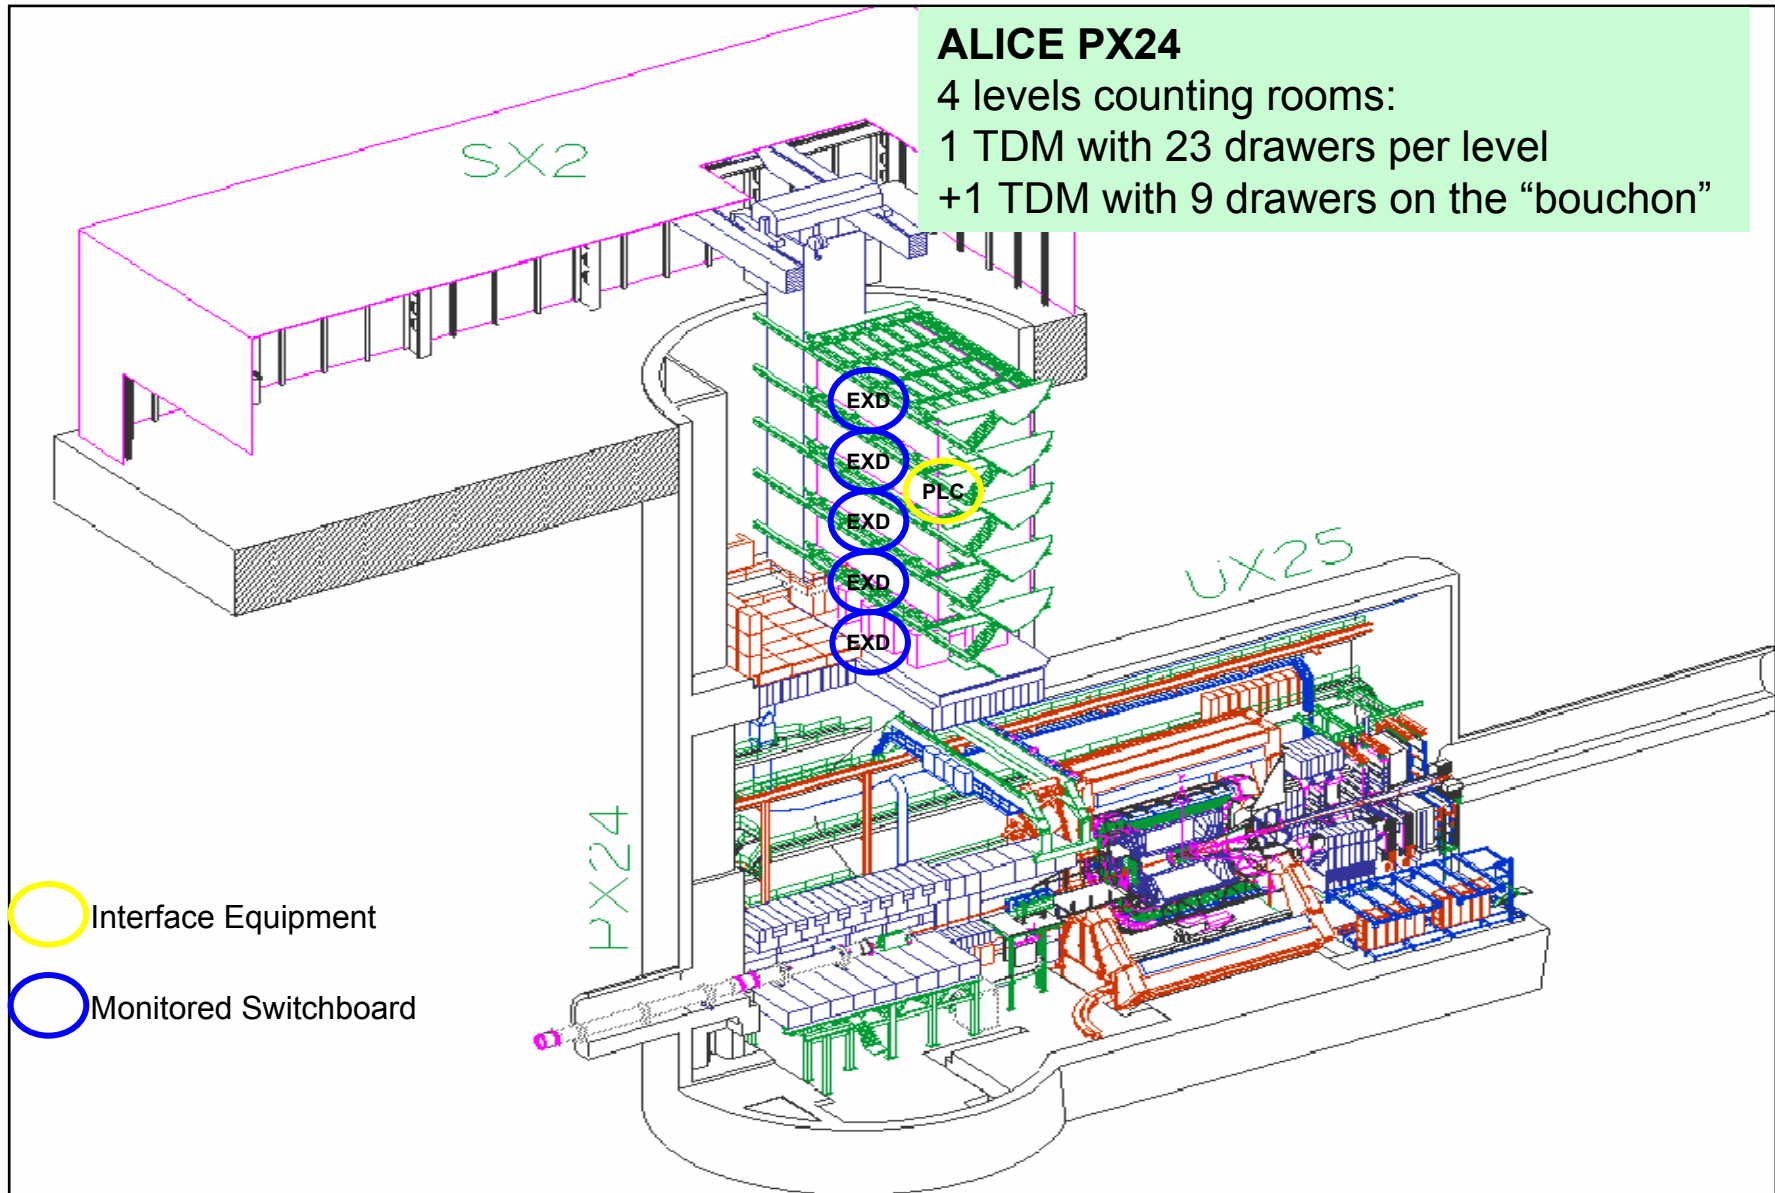 ALICE PX24
4 levels counting rooms:
1 TDM with 23 drawers per level
+1 TDM with 9 drawers on the “bouchon”
SX2
EXD
EXD
PLC
EXD
EXD
EXD
UX25
PX24
Interface Equipment
Monitored Switchboard